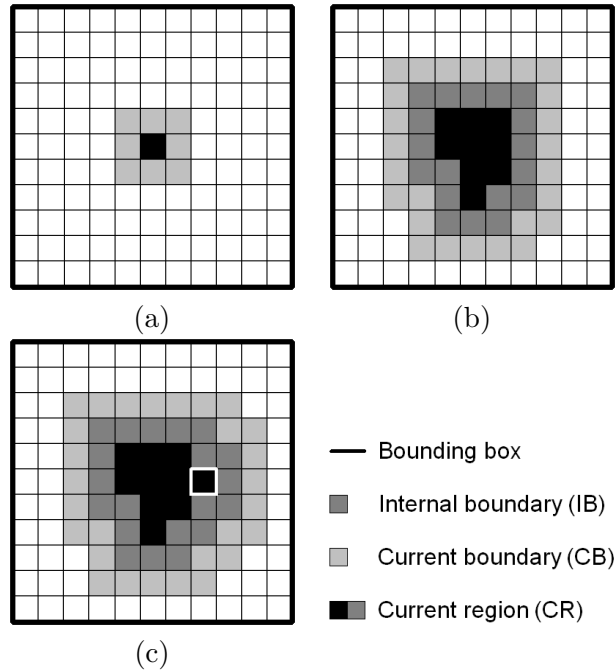 (a)
(b)
(c)
Bounding box
Internal boundary (IB)
Current boundary (CB)
Current region (CR)